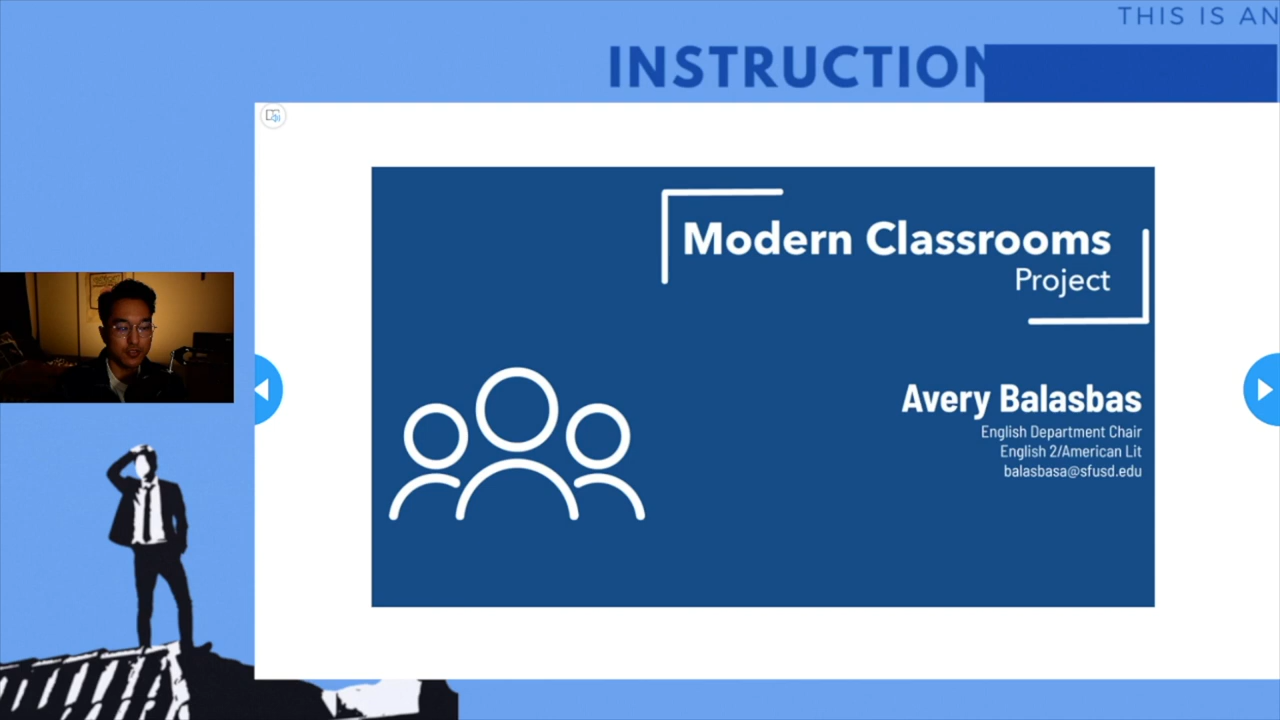 THIS IS AN
INSTRUCTION
Modern Classrooms
Project
Avery Balasbas
English Department Chair
English 2/American Lit
balasbasa@sfusd.edu